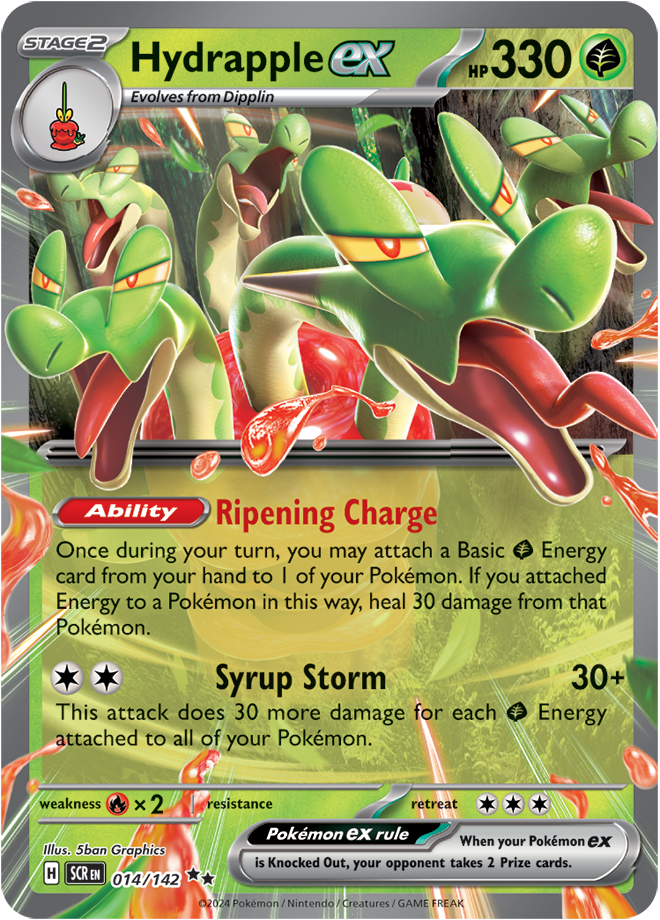 STAGE2
Hydrapple ex
HP 330
Evolves from Dipplin
Ability Ripening Charge
Once during your turn, you may attach a Basic Energy
card from your hand to 1 of your Pokémon. If you attached
Energy to a Pokémon in this way, heal 30 damage from that
Pokémon.
Syrup Storm 30+
This attack does 30 more damage for each Energy
attached to all of your Pokémon.
weakness ×2 resistance retreat
Pokémon ex rule When your Pokémon ex
is Knocked Out, your opponent takes 2 Prize cards.
Illus. 5ban Graphics
H SCR EN 014/142
©2024 Pokémon / Nintendo / Creatures / GAME FREAK